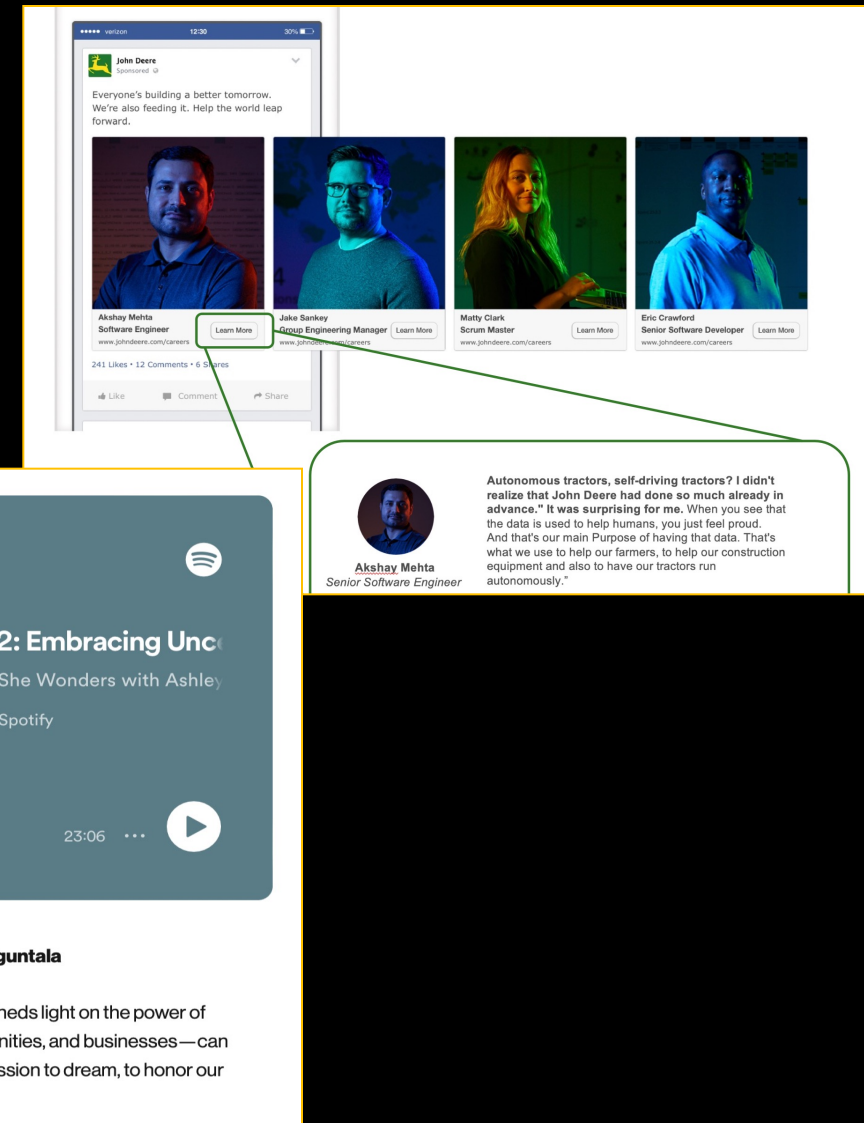 verizon 12:30 30%
John Deere
Sponsored
Everyone's building a better tomorrow.
We're also feeding it. Help the world leap
forward.
Akshay Mehta
Software Engineer
www.johndeere.com/careers
Learn More
Jake Sankey
Group Engineering Manager
www.johndeere.com/careers
Learn More
Matty Clark
Scrum Master
www.johndeere.com/careers
Learn More
Eric Crawford
Senior Software Developer
www.johndeere.com/careers
Learn More
241 Likes • 12 Comments • 6 Shares
Like Comment Share
Akshay Mehta
Senior Software Engineer
Autonomous tractors, self-driving tractors? I didn't
realize that John Deere had done so much already in
advance." It was surprising for me. When you see that
the data is used to help humans, you just feel proud.
And that's our main Purpose of having that data. That's
what we use to help our farmers, to help our construction
equipment and also to have our tractors run
autonomously.”
2: Embracing Unc
She Wonders with Ashley
Spotify
23:06
guntala
heds light on the power of
nities, and businesses—can
ssion to dream, to honor our